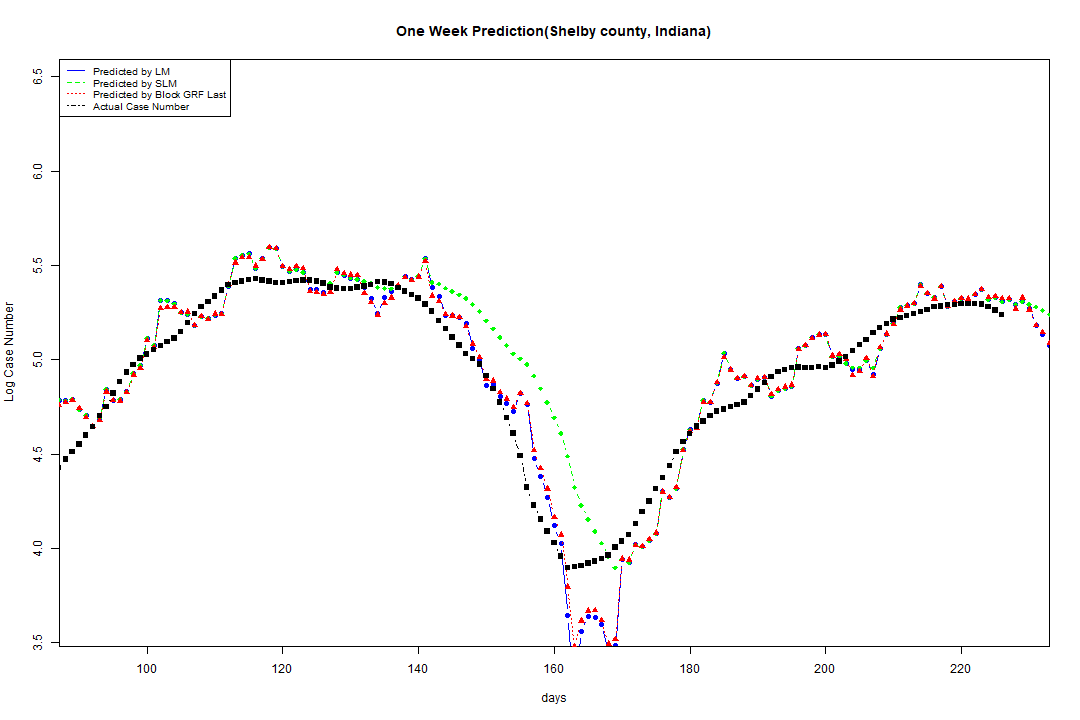 One Week Prediction(Shelby county, Indiana)
Predicted by LM
Predicted by SLM
Predicted by Block GRF Last
Actual Case Number
Log Case Number
6.5
6.0
5.5
5.0
4.5
4.0
3.5
100 120 140 160 180 200 220
days